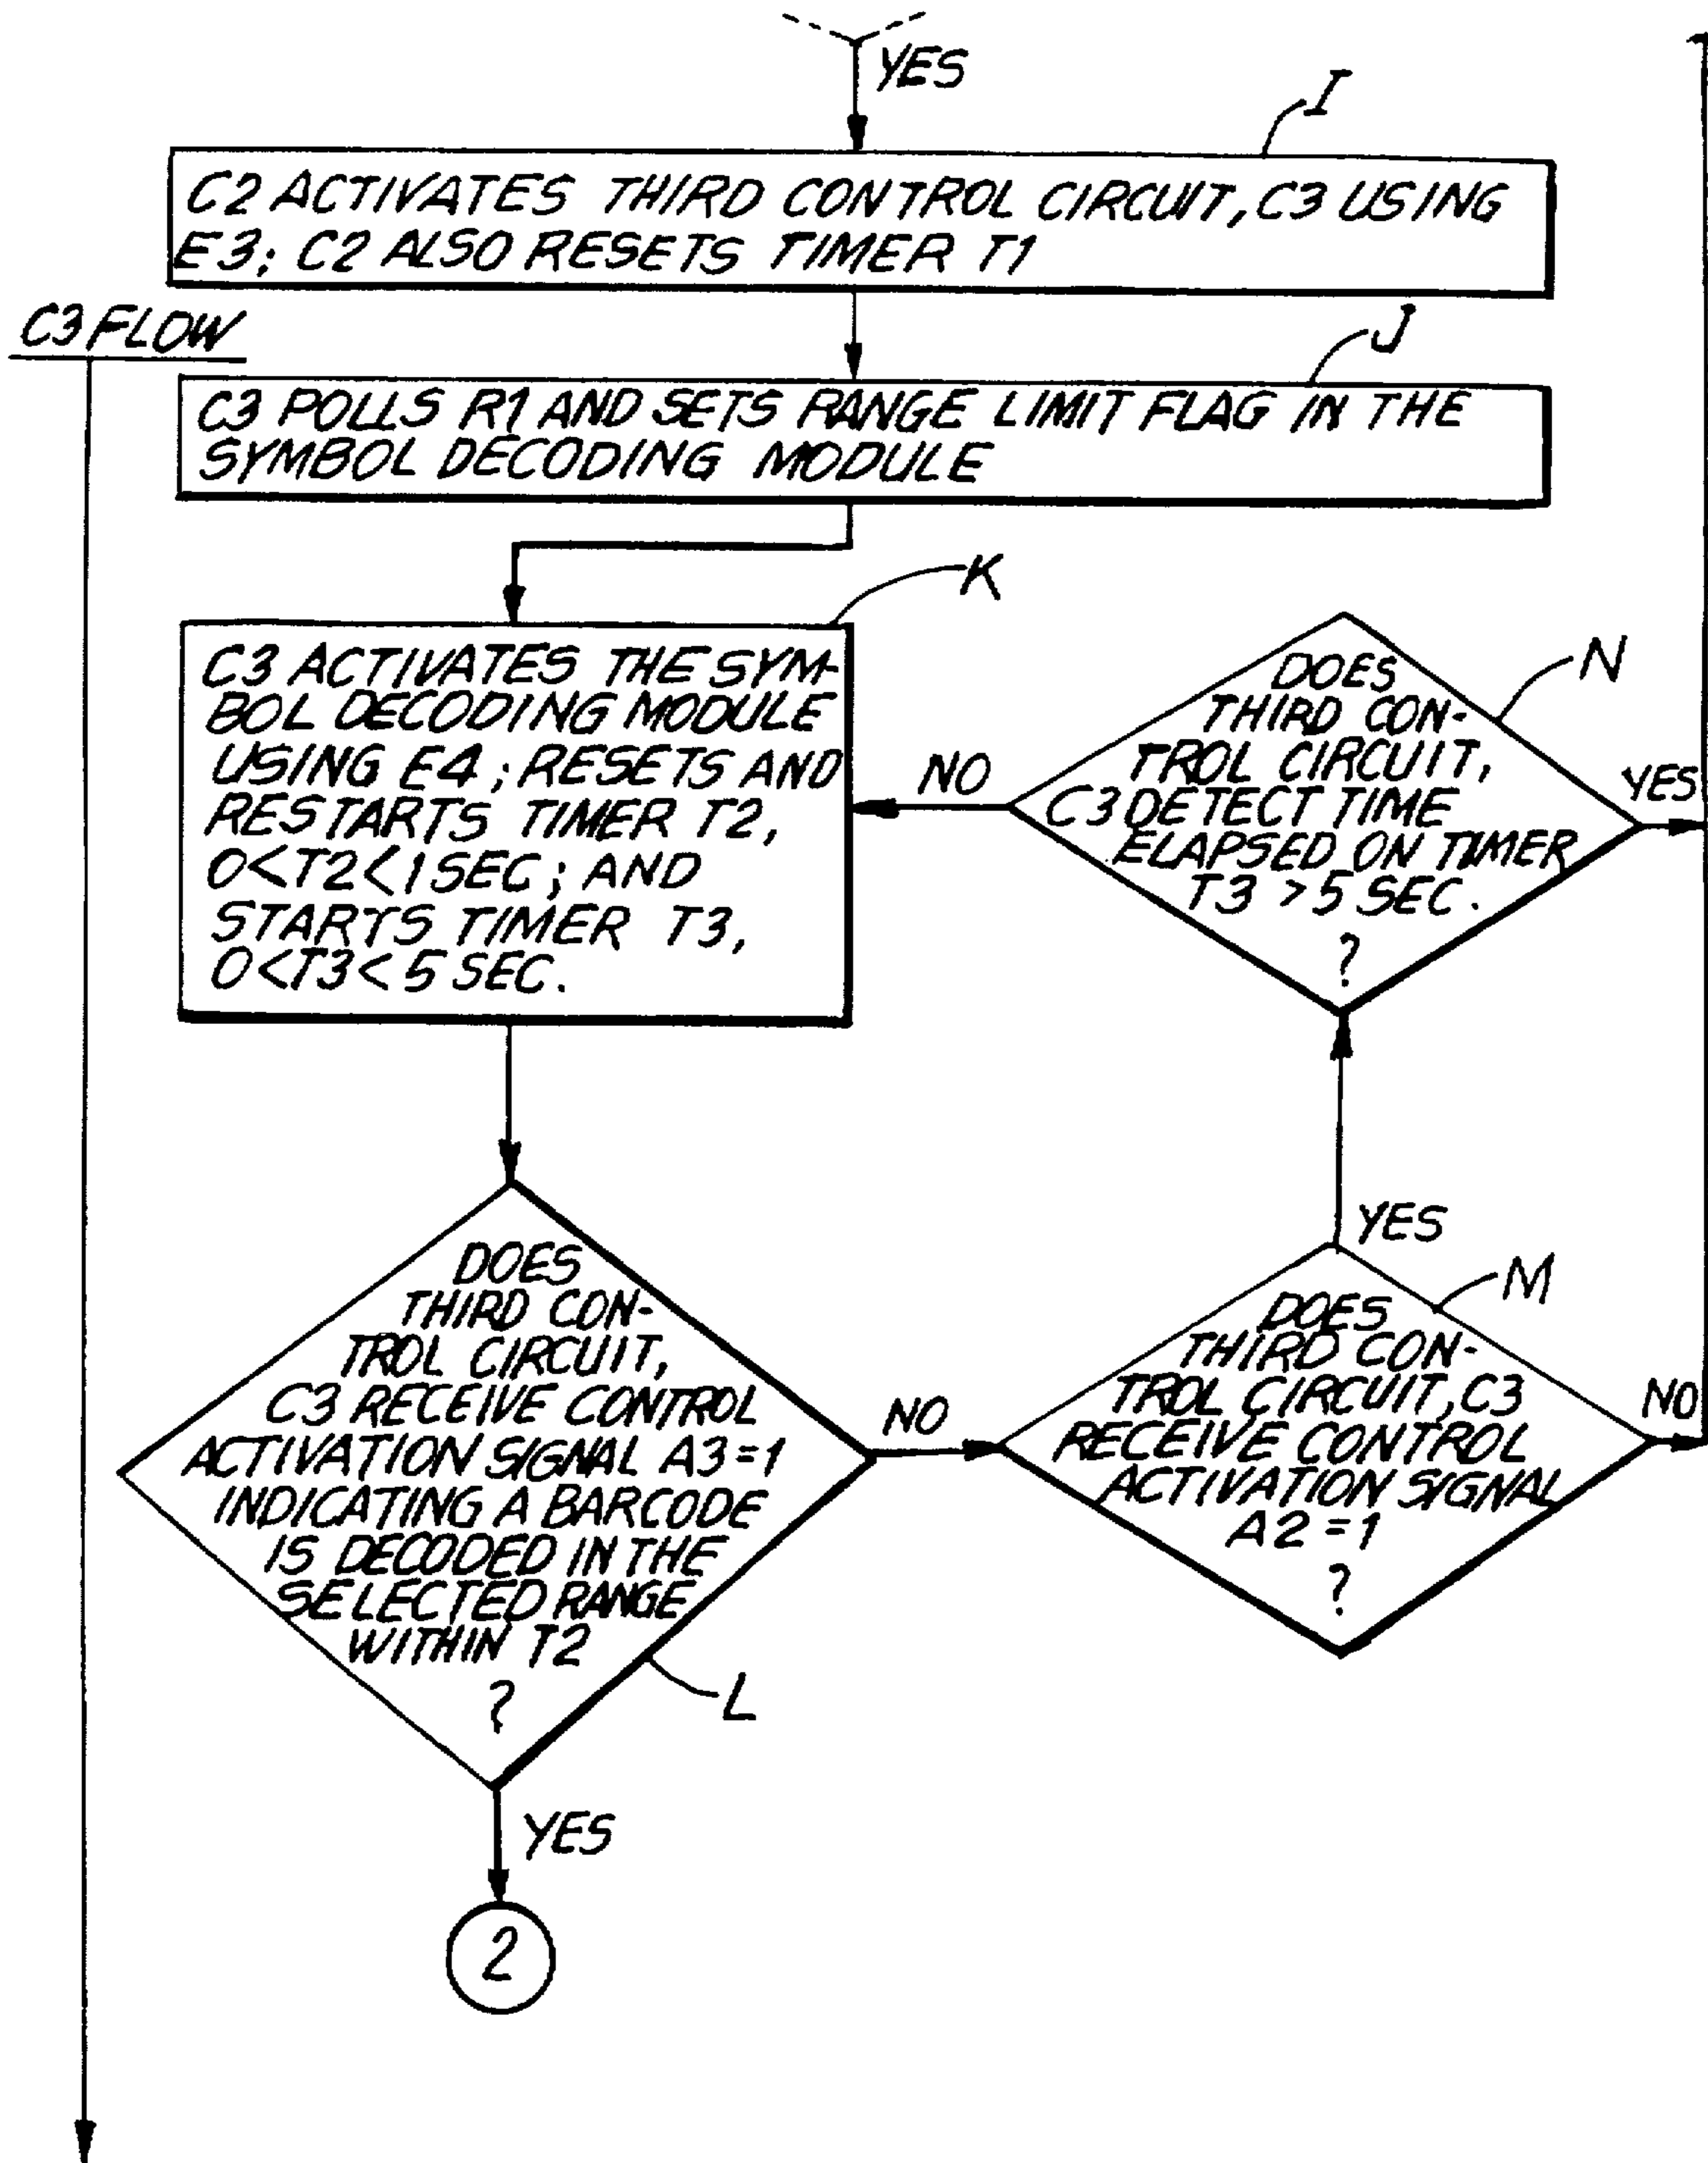 YES
I
C2 ACTIVATES THIRD CONTROL CIRCUIT, C3 USING
E3; C2 ALSO RESETS TIMER T1
C3 FLOW
J
C3 POLLS R1 AND SETS RANGE LIMIT FLAG IN THE
SYMBOL DECODING MODULE
K
C3 ACTIVATES THE SYM-
BOL DECODING MODULE
USING E4; RESETS AND
RESTARTS TIMER T2,
0<T2<1 SEC; AND
STARTS TIMER T3,
0<T3<5 SEC.
N
DOES
THIRD CON-
TROL CIRCUIT,
C3 DETECT TIME
ELAPSED ON TIMER
T3 >5 SEC.
?
NO
YES
DOES
THIRD CON-
TROL CIRCUIT,
C3 RECEIVE CONTROL
ACTIVATION SIGNAL A3=1
INDICATING A BARCODE
IS DECODED IN THE
SELECTED RANGE
WITHIN T2
?
L
NO
YES
M
DOES
THIRD CON-
TROL CIRCUIT, C3
RECEIVE CONTROL
ACTIVATION SIGNAL
A2=1
?
NO
YES
2